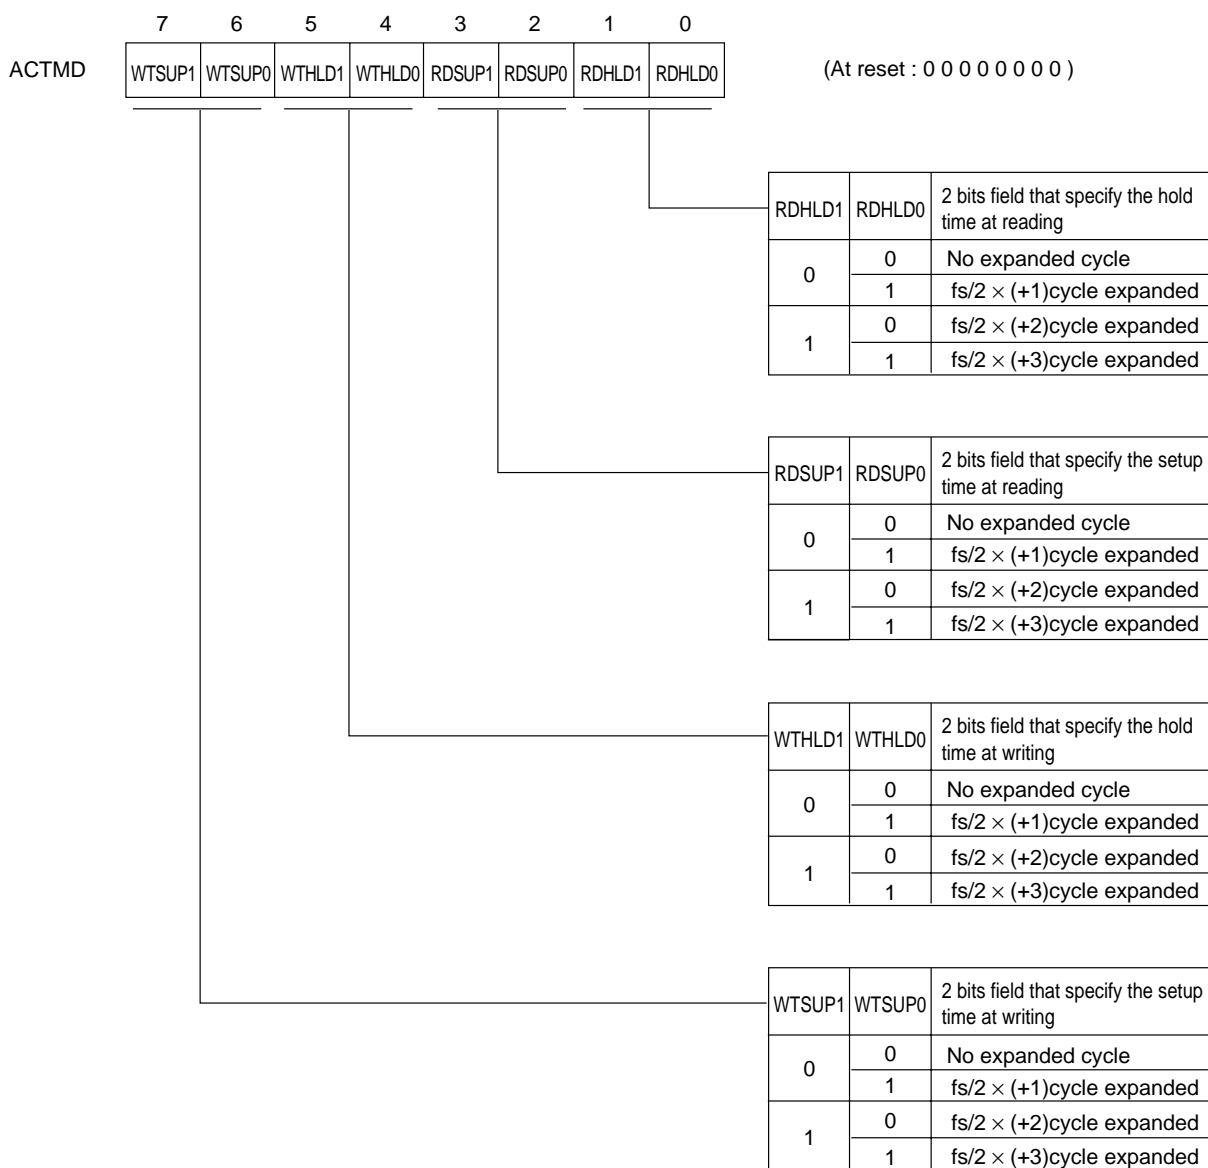 7 6 5 4 3 2 1 0
ACTMD WTSUP1 WTSUP0 WTHLD1 WTHLD0 RDSUP1 RDSUP0 RDHLD1 RDHLD0 (At reset : 0 0 0 0 0 0 0 0 )
RDHLD1 RDHLD0 2 bits field that specify the hold
time at reading
0 0 No expanded cycle
1 fs/2 × (+1)cycle expanded
1 0 fs/2 × (+2)cycle expanded
1 fs/2 × (+3)cycle expanded
RDSUP1 RDSUP0 2 bits field that specify the setup
time at reading
0 0 No expanded cycle
1 fs/2 × (+1)cycle expanded
1 0 fs/2 × (+2)cycle expanded
1 fs/2 × (+3)cycle expanded
WTHLD1 WTHLD0 2 bits field that specify the hold
time at writing
0 0 No expanded cycle
1 fs/2 × (+1)cycle expanded
1 0 fs/2 × (+2)cycle expanded
1 fs/2 × (+3)cycle expanded
WTSUP1 WTSUP0 2 bits field that specify the setup
time at writing
0 0 No expanded cycle
1 fs/2 × (+1)cycle expanded
1 0 fs/2 × (+2)cycle expanded
1 fs/2 × (+3)cycle expanded